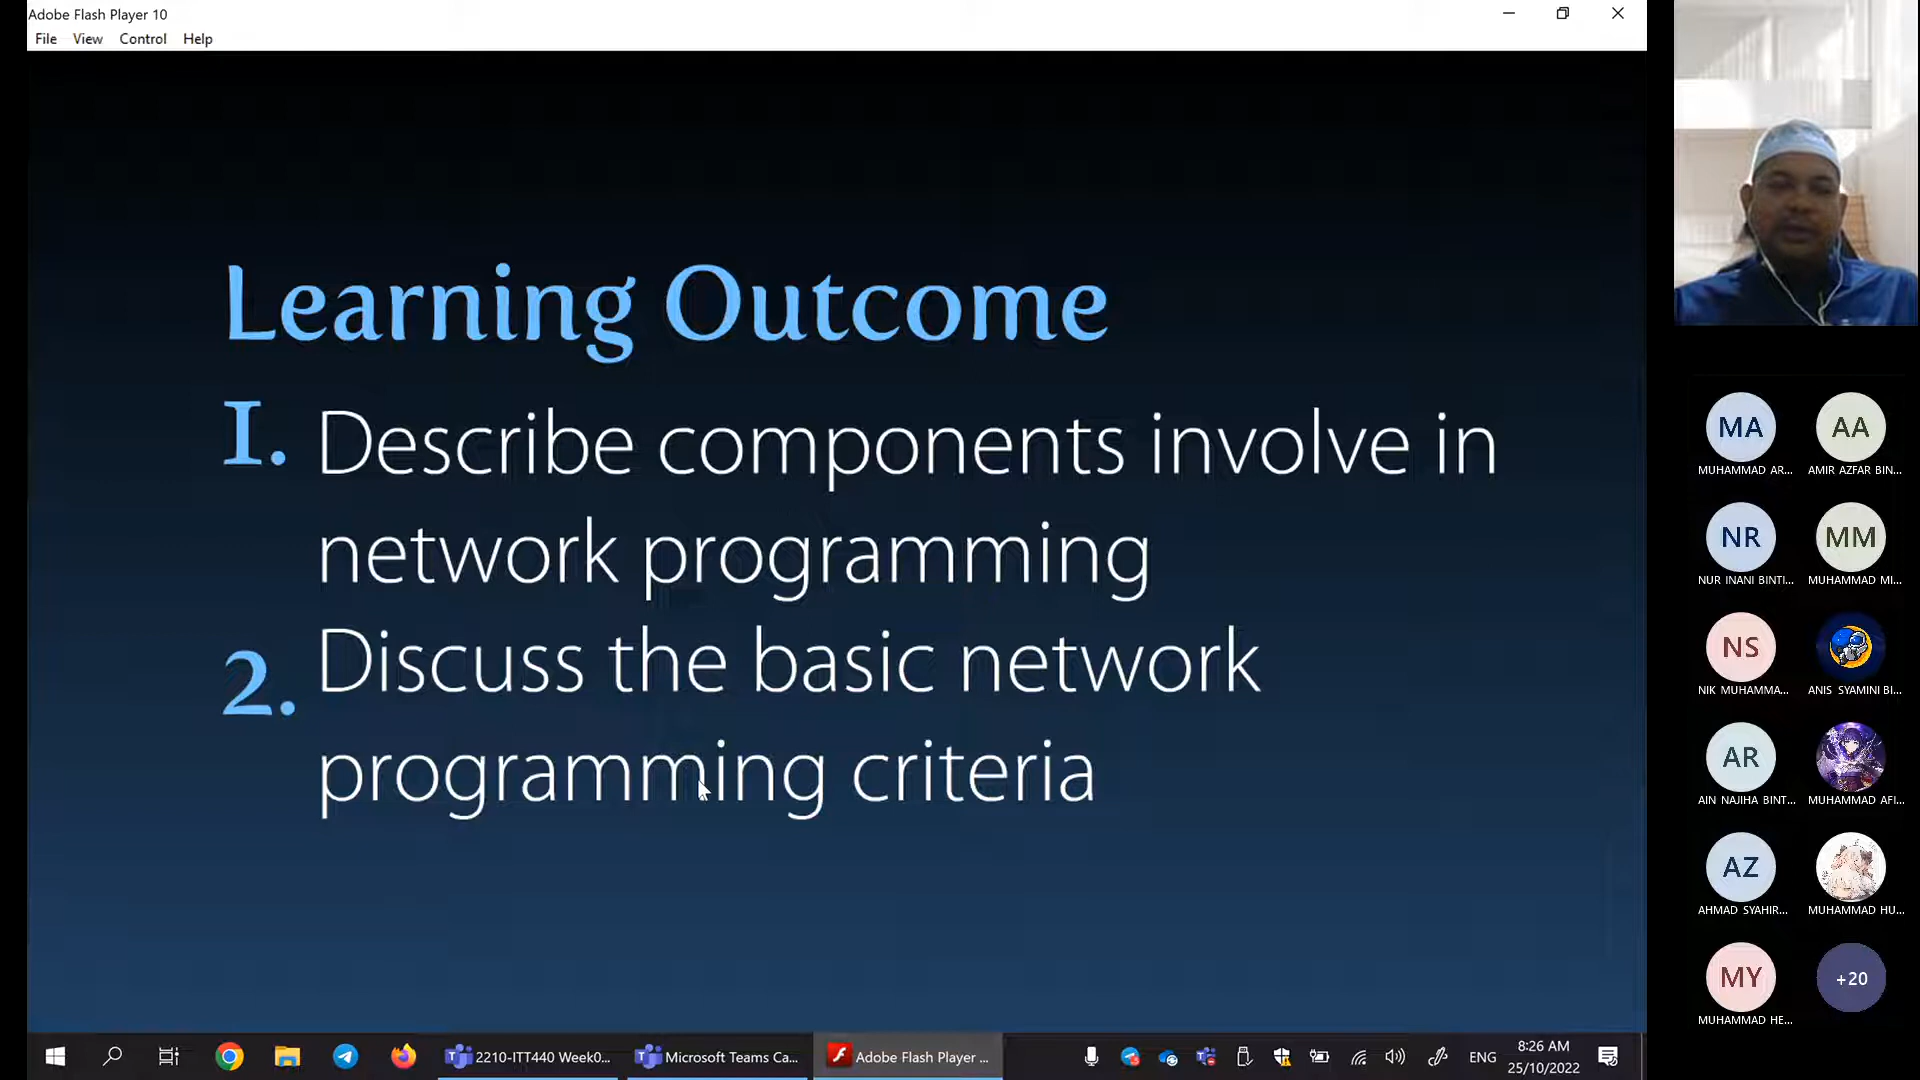 Adobe Flash Player 10
File View Control Help
Learning Outcome
1. Describe components involve in
network programming
2. Discuss the basic network
programming criteria
MA
AA
MUHAMMAD AR...
AMIR AZFAR BIN...
NR
MM
NUR INANI BINTI...
MUHAMMAD MI...
NS
NIK MUHAMMA...
ANIS SYAMINI BI...
AR
AIN NAJIHA BINT...
MUHAMMAD AFI...
AZ
AHMAD SYAHIR...
MUHAMMAD HU...
MY
+20
MUHAMMAD HE...
2210-ITT440 Week0...
Microsoft Teams Ca...
Adobe Flash Player ...
ENG
8:26 AM
25/10/2022